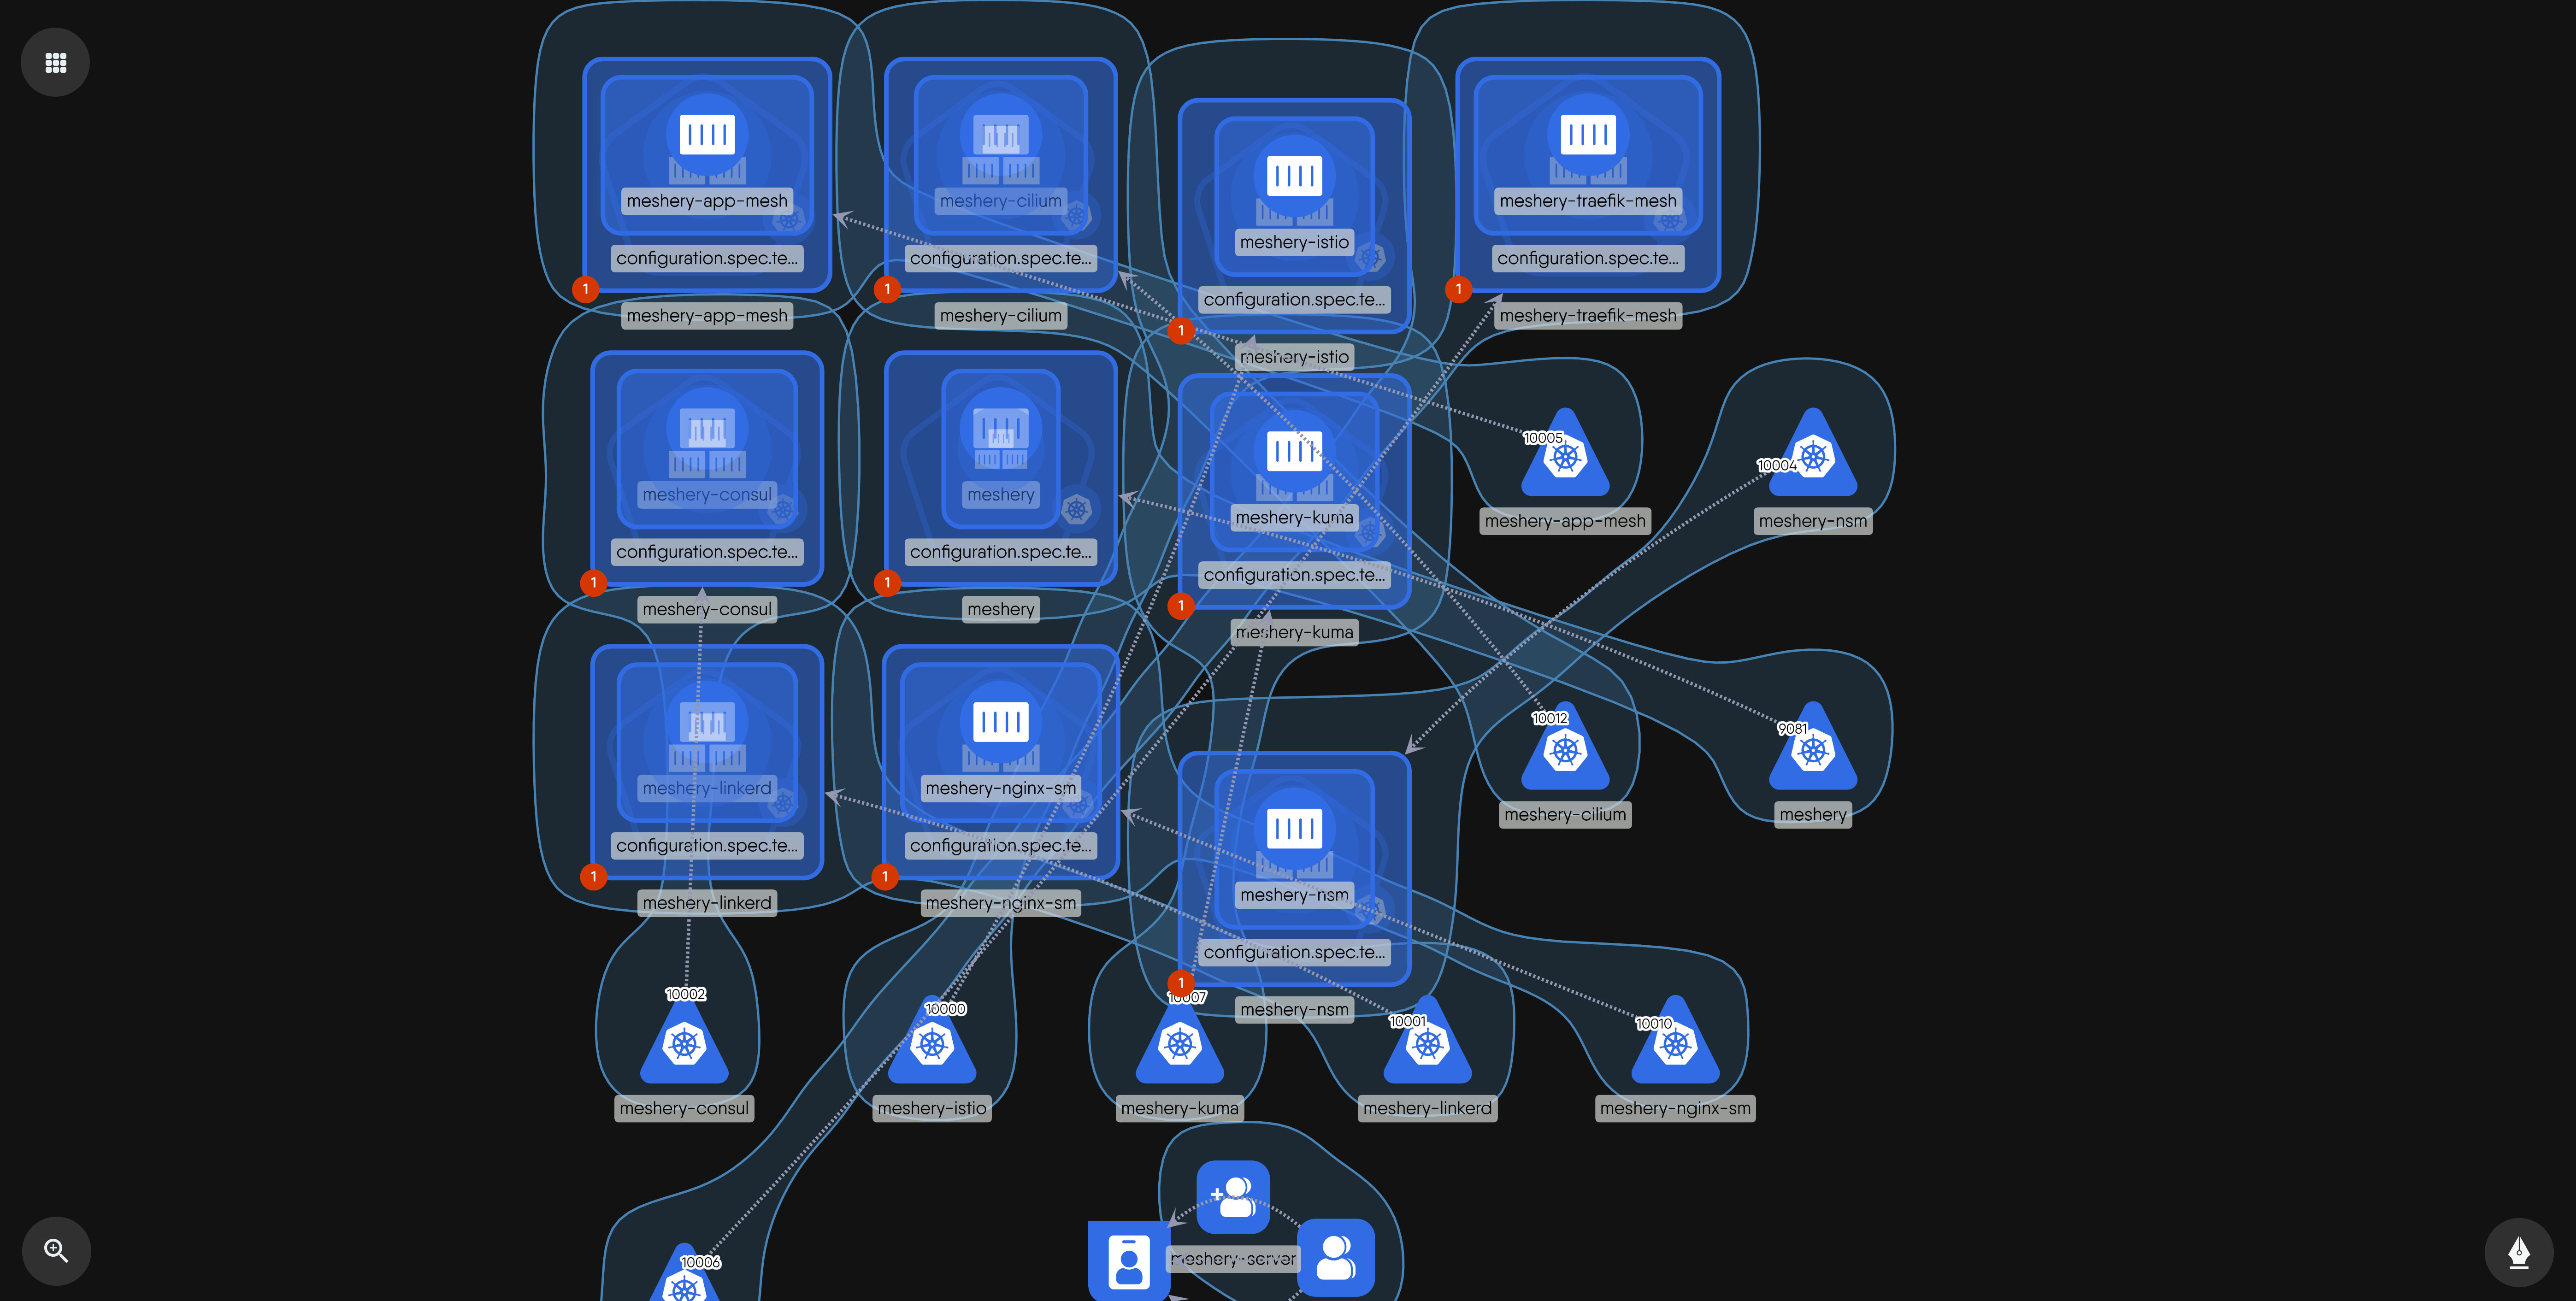 meshery-app-mesh
configuration.spec.te...
1
meshery-app-mesh
meshery-cilium
configuration.spec.te...
1
meshery-cilium
meshery-istio
configuration.spec.te...
1
meshery-istio
meshery-traefik-mesh
configuration.spec.te...
1
meshery-traefik-mesh
meshery-consul
configuration.spec.te...
1
meshery-consul
meshery
configuration.spec.te...
1
meshery
meshery-kuma
configuration.spec.te...
1
meshery-kuma
10005
meshery-app-mesh
10004
meshery-nsm
meshery-linkerd
configuration.spec.te...
1
meshery-linkerd
meshery-nginx-sm
configuration.spec.te...
1
meshery-nginx-sm
meshery-nsm
configuration.spec.te...
1
meshery-nsm
10012
meshery-cilium
9081
meshery
10002
meshery-consul
10000
meshery-istio
10007
meshery-kuma
10001
meshery-linkerd
10010
meshery-nginx-sm
meshery-server
10006